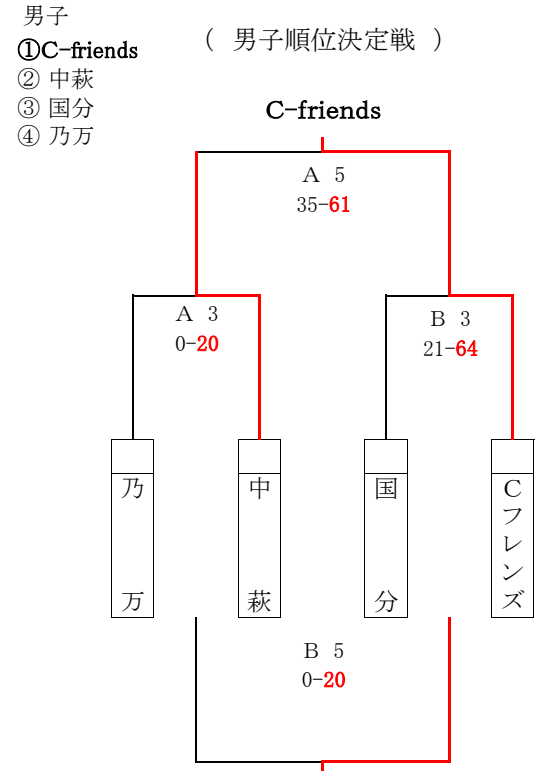 男子
①C-friends
② 中萩
③ 国分
④ 乃万
（ 男子順位決定戦 ）
C-friends
A 5
35-61
A 3
0-20
B 3
21-64
乃万
中萩
国分
Cフレンズ
B 5
0-20